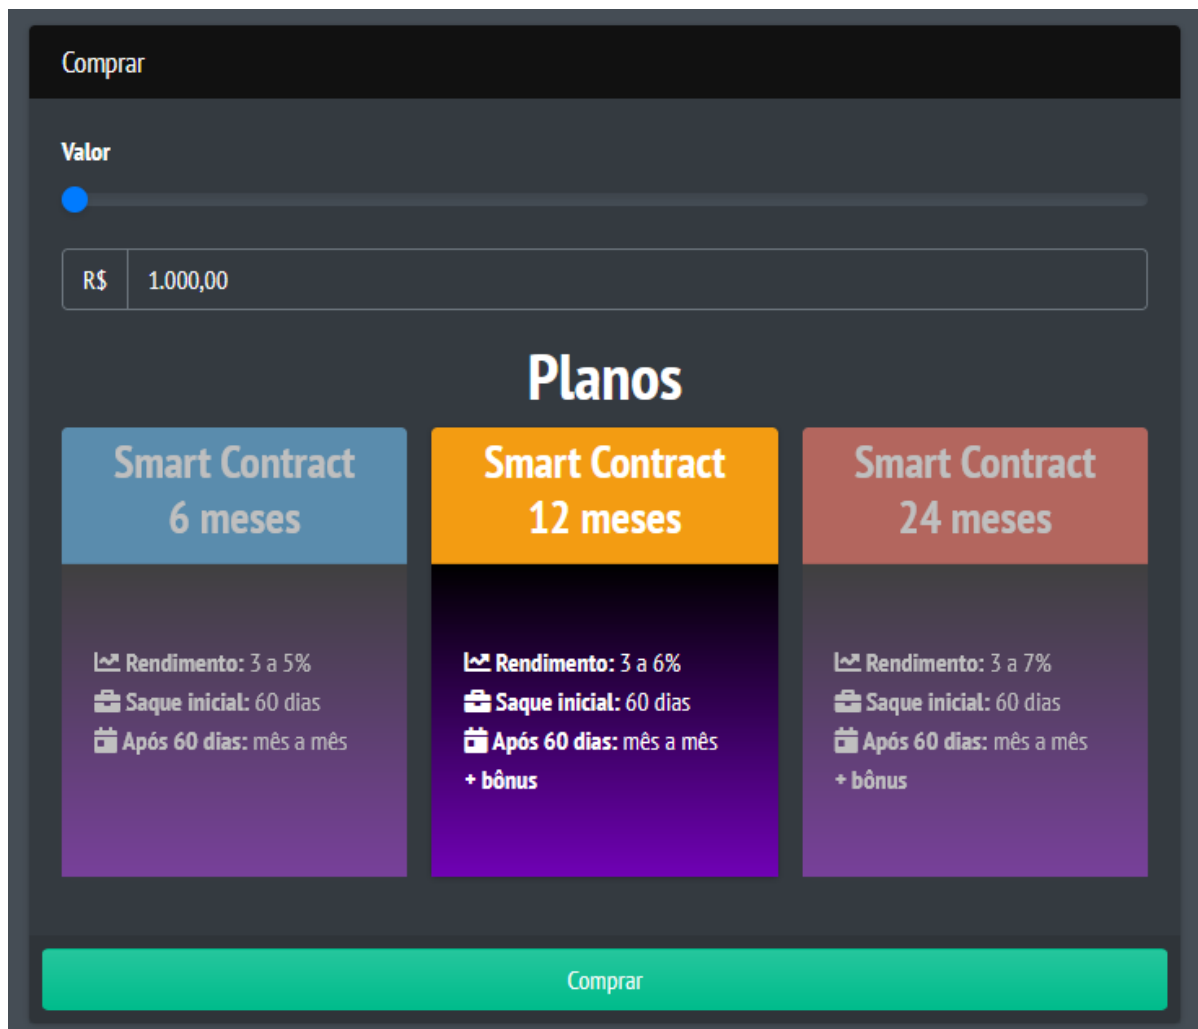 Comprar
Valor
R$ 1.000,00
Planos
Smart Contract
6 meses
Rendimento: 3 a 5%
Saque inicial: 60 dias
Após 60 dias: mês a mês
Smart Contract
12 meses
Rendimento: 3 a 6%
Saque inicial: 60 dias
Após 60 dias: mês a mês
+ bônus
Smart Contract
24 meses
Rendimento: 3 a 7%
Saque inicial: 60 dias
Após 60 dias: mês a mês
+ bônus
Comprar